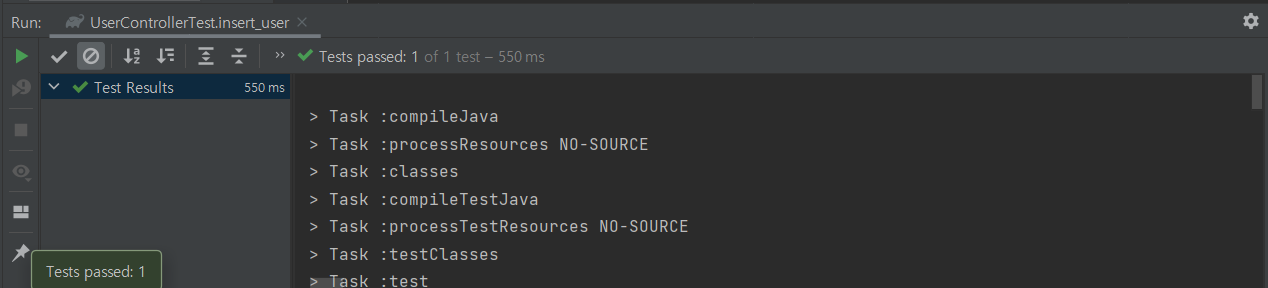 Run: UserControllerTest.insert_user
Tests passed: 1 of 1 test – 550 ms
Test Results 550 ms
> Task :compileJava
> Task :processResources NO-SOURCE
> Task :classes
> Task :compileTestJava
> Task :processTestResources NO-SOURCE
> Task :testClasses
> Task :test
Tests passed: 1